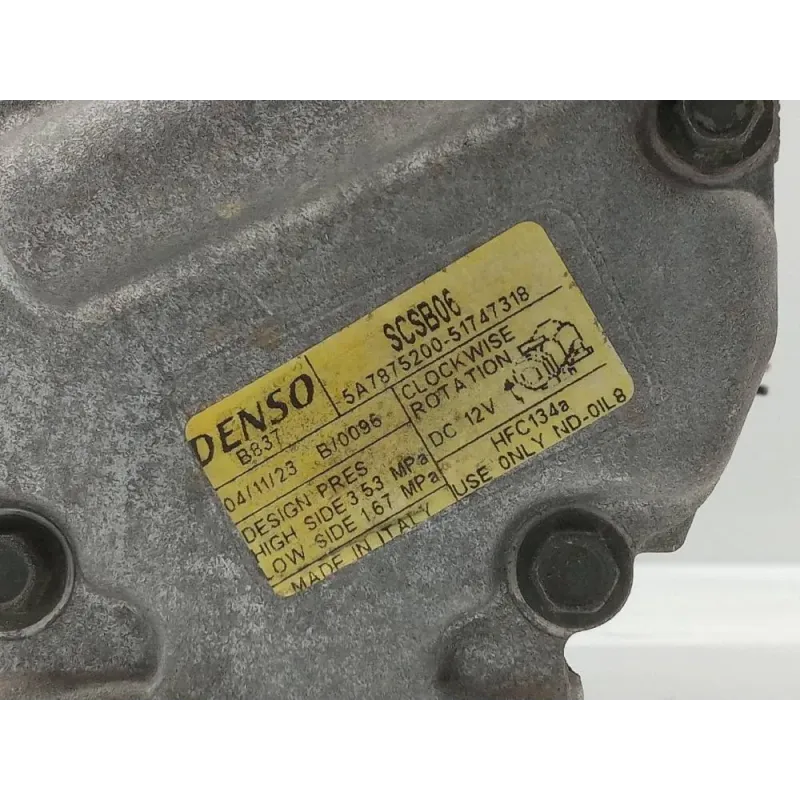 DENSO
B837
SCSB06
5A7875200-51747318
04/11/23 B/0096
CLOCKWISE
ROTATION
DESIGN PRES
HIGH SIDE 3.53 MPa
LOW SIDE 1.67 MPa
DC 12V
HFC134a
USE ONLY ND-OIL8
MADE IN ITALY